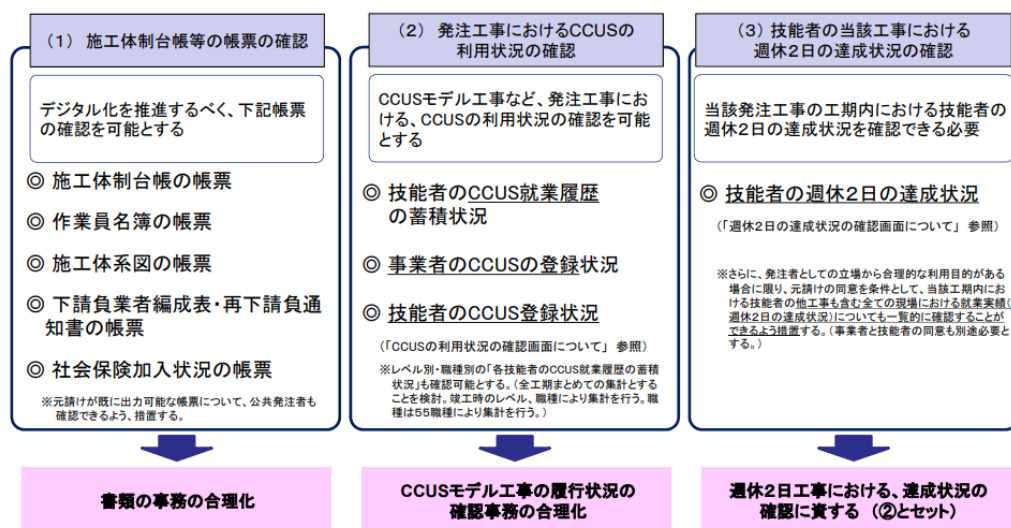 （1） 施工体制台帳等の帳票の確認
デジタル化を推進するべく、下記帳票
の確認を可能とする
◎ 施工体制台帳の帳票
◎ 作業員名簿の帳票
◎ 施工体系図の帳票
◎ 下請負業者編成表・再下請負通
知書の帳票
◎ 社会保険加入状況の帳票
※元請けが既に出力可能な帳票について、公共発注者も
確認できるよう、措置する。
書類の事務の合理化
（2） 発注工事におけるCCUSの
利用状況の確認
CCUSモデル工事など、発注工事にお
ける、CCUSの利用状況の確認を可能
とする
◎ 技能者のCCUS就業履歴
の蓄積状況
◎ 事業者のCCUSの登録状況
◎ 技能者のCCUS登録状況
（「CCUSの利用状況の確認画面について」 参照）
※レベル別・職種別の「各技能者のCCUS就業履歴の蓄積
状況」も確認可能とする。（全工期まとめての集計とする
ことを検討。竣工時のレベル、職種により集計を行う。職
種は55職種により集計を行う。）
CCUSモデル工事の履行状況の
確認事務の合理化
（3） 技能者の当該工事における
週休2日の達成状況の確認
当該発注工事の工期内における技能者の
週休2日の達成状況を確認できる必要
◎ 技能者の週休2日の達成状況
（「週休2日の達成状況の確認画面について」 参照）
※さらに、発注者としての立場から合理的な利用目的がある
場合に限り、元請けの同意を条件として、当該工期内にお
ける技能者の他工事も含む全ての現場における就業実績（
週休2日の達成状況）についても一覧的に確認することが
できるよう措置する。（事業者と技能者の同意も別途必要と
する。）
週休2日工事における、達成状況の
確認に資する （②とセット）